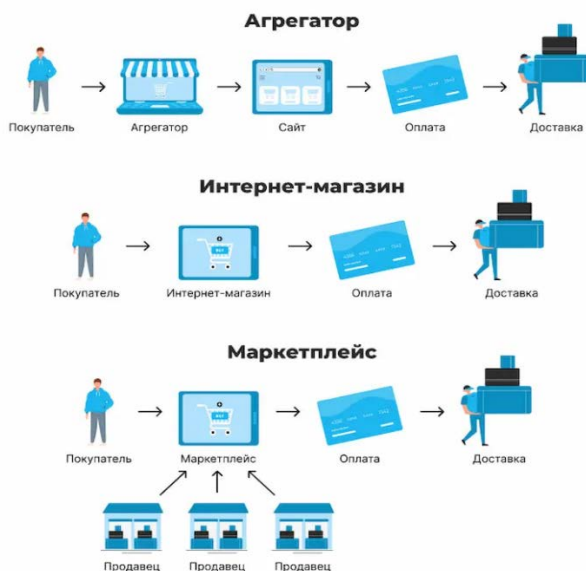 Агрегатор
Покупатель
Агрегатор
Сайт
Оплата
Доставка
Интернет-магазин
Покупатель
Интернет-магазин
Оплата
Доставка
Маркетплейс
Покупатель
Маркетплейс
Оплата
Доставка
Продавец
Продавец
Продавец